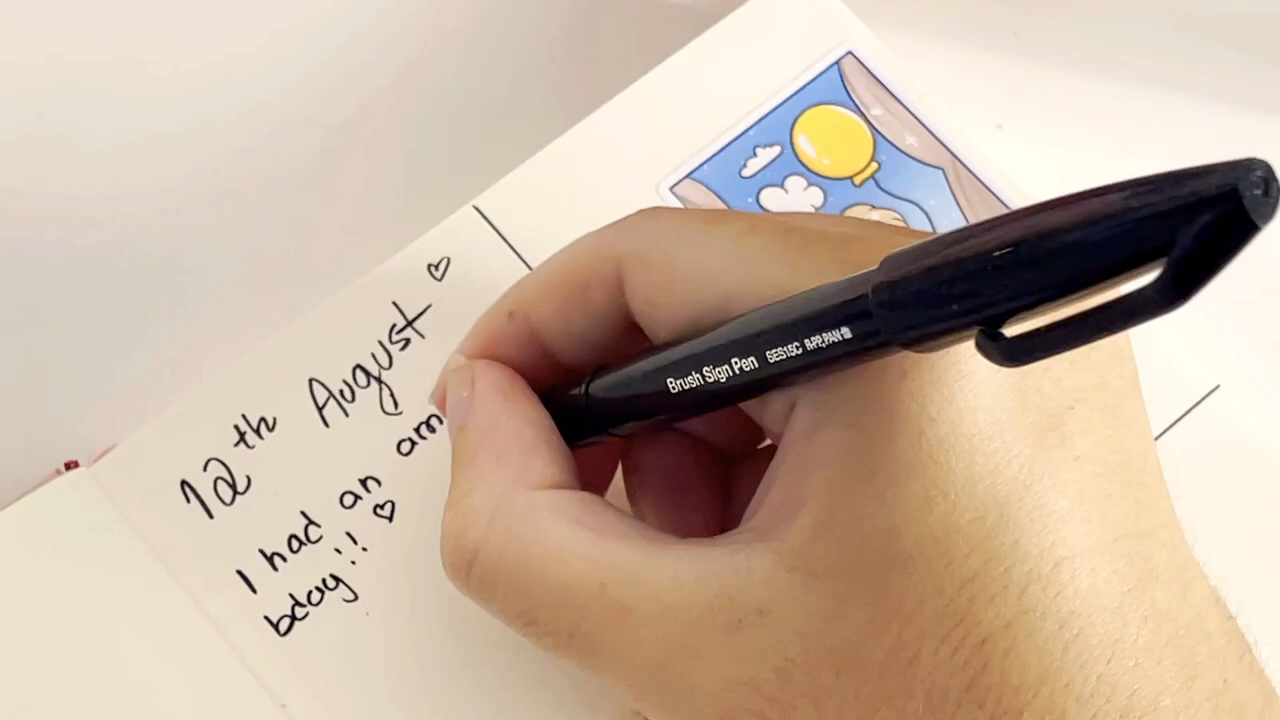 12th August ♡
I had an am
bday!! ♡
Brush Sign Pen SES15C